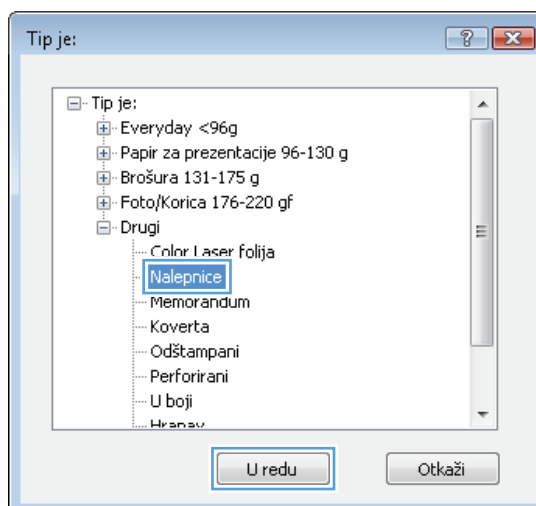 Tip je:
Tip je:
Everyday <96g
Papir za prezentacije 96-130 g
Brošura 131-175 g
Foto/Korica 176-220 gf
Drugi
Color Laser folija
Nalepnice
Memorandum
Koverta
Odštampani
Perforirani
U boji
Hrapav
U redu Otkaži